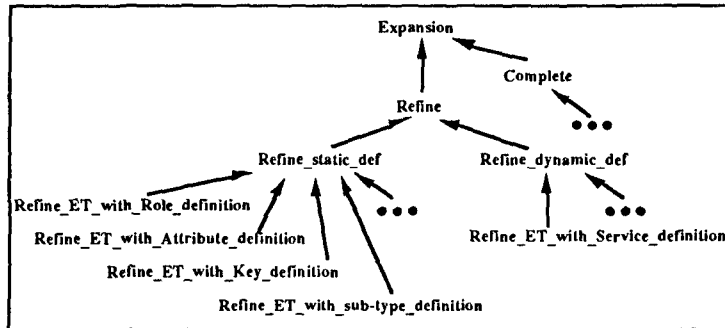 Expansion
Complete
Refine
Refine_static_def
Refine_dynamic_def
Refine_ET_with_Role_definition
Refine_ET_with_Attribute_definition
Refine_ET_with_Service_definition
Refine_ET_with_Key_definition
Refine_ET_with_sub-type_definition